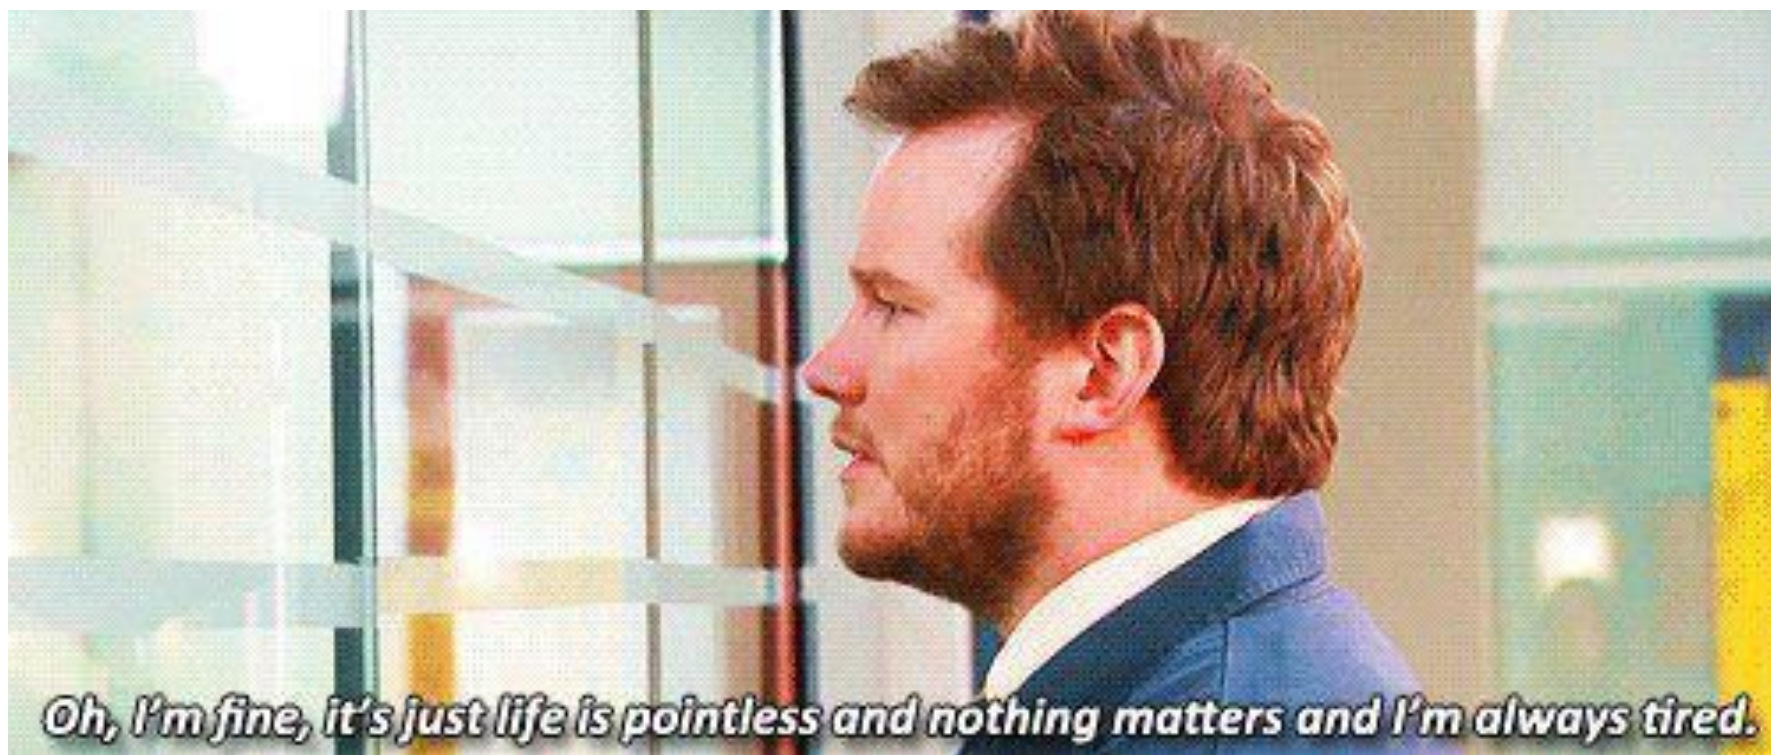 Oh, I'm fine, it's just life is pointless and nothing matters and I'm always tired.